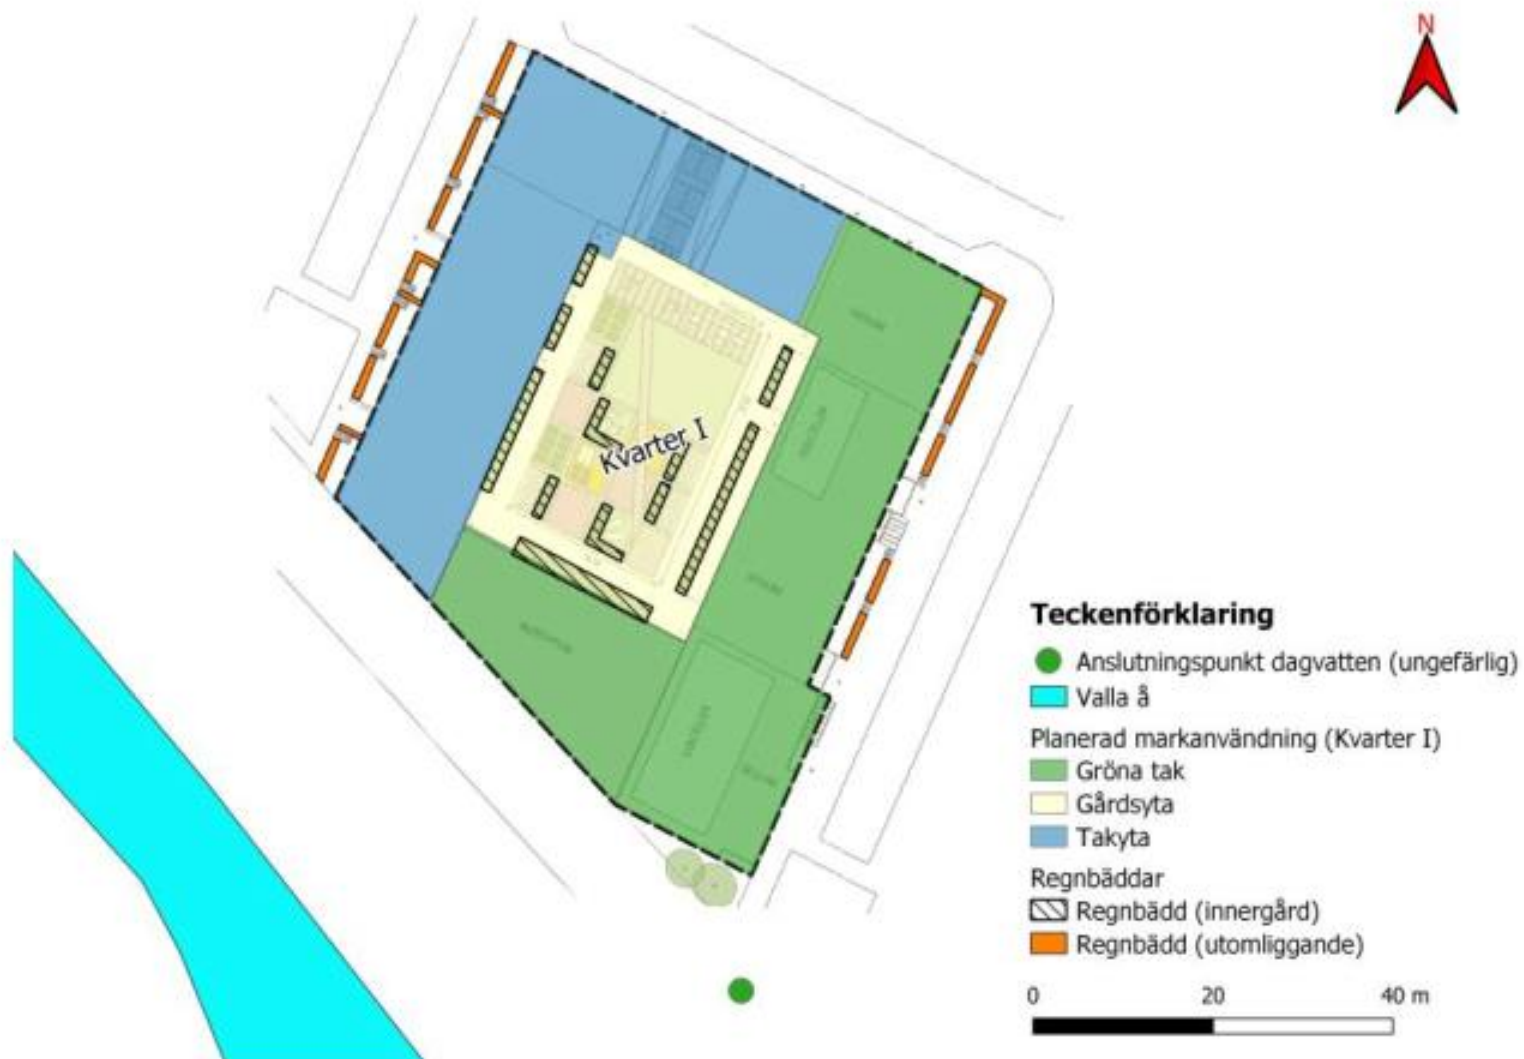 N
Kvarter I
Teckenförklaring
Anslutningspunkt dagvatten (ungefärlig)
Valla å
Planerad markanvändning (Kvarter I)
Gröna tak
Gårdsyta
Takyta
Regnbäddar
Regnbädd (innergård)
Regnbädd (utomliggande)
0 20 40 m